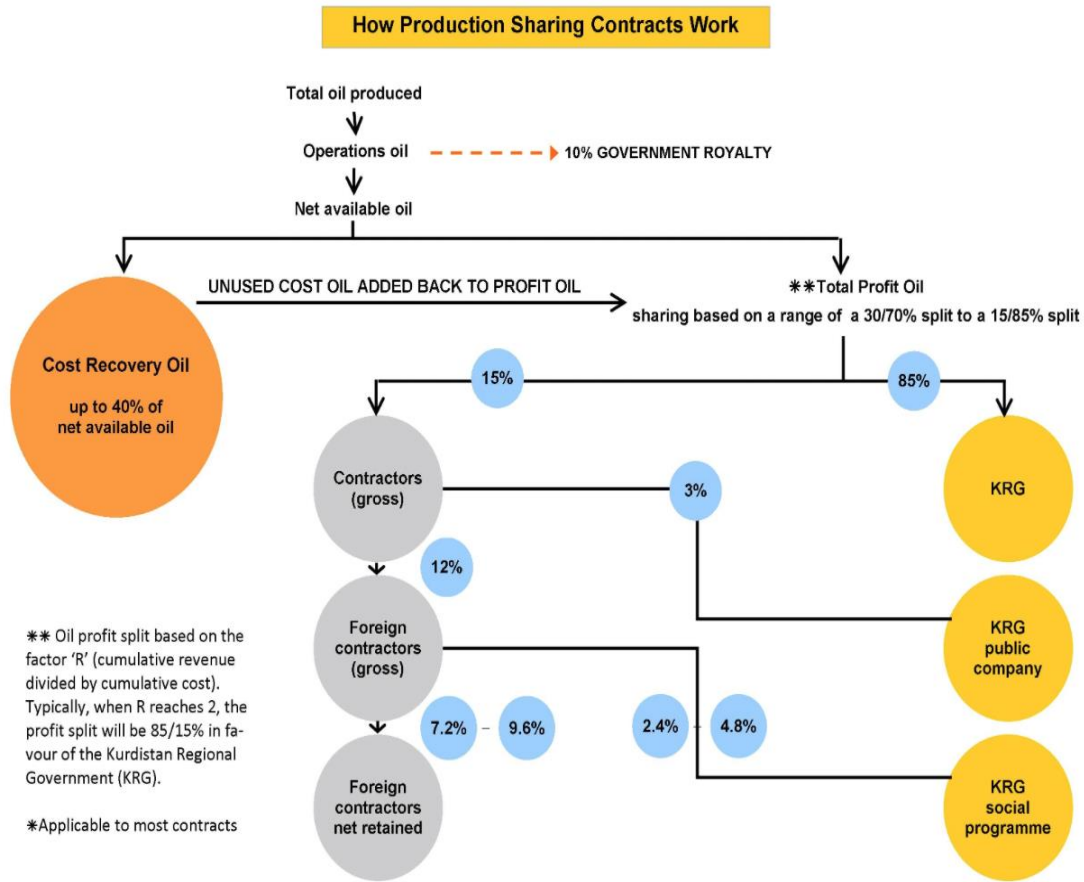 How Production Sharing Contracts Work
Total oil produced
Operations oil
10% GOVERNMENT ROYALTY
Net available oil
UNUSED COST OIL ADDED BACK TO PROFIT OIL
**Total Profit Oil
sharing based on a range of a 30/70% split to a 15/85% split
Cost Recovery Oil
up to 40% of
net available oil
15%
85%
Contractors
(gross)
3%
KRG
12%
Foreign
contractors
(gross)
KRG
public
company
7.2% – 9.6%
2.4% – 4.8%
Foreign
contractors
net retained
KRG
social
programme
** Oil profit split based on the
factor ‘R’ (cumulative revenue
divided by cumulative cost).
Typically, when R reaches 2, the
profit split will be 85/15% in fa-
vour of the Kurdistan Regional
Government (KRG).
*Applicable to most contracts